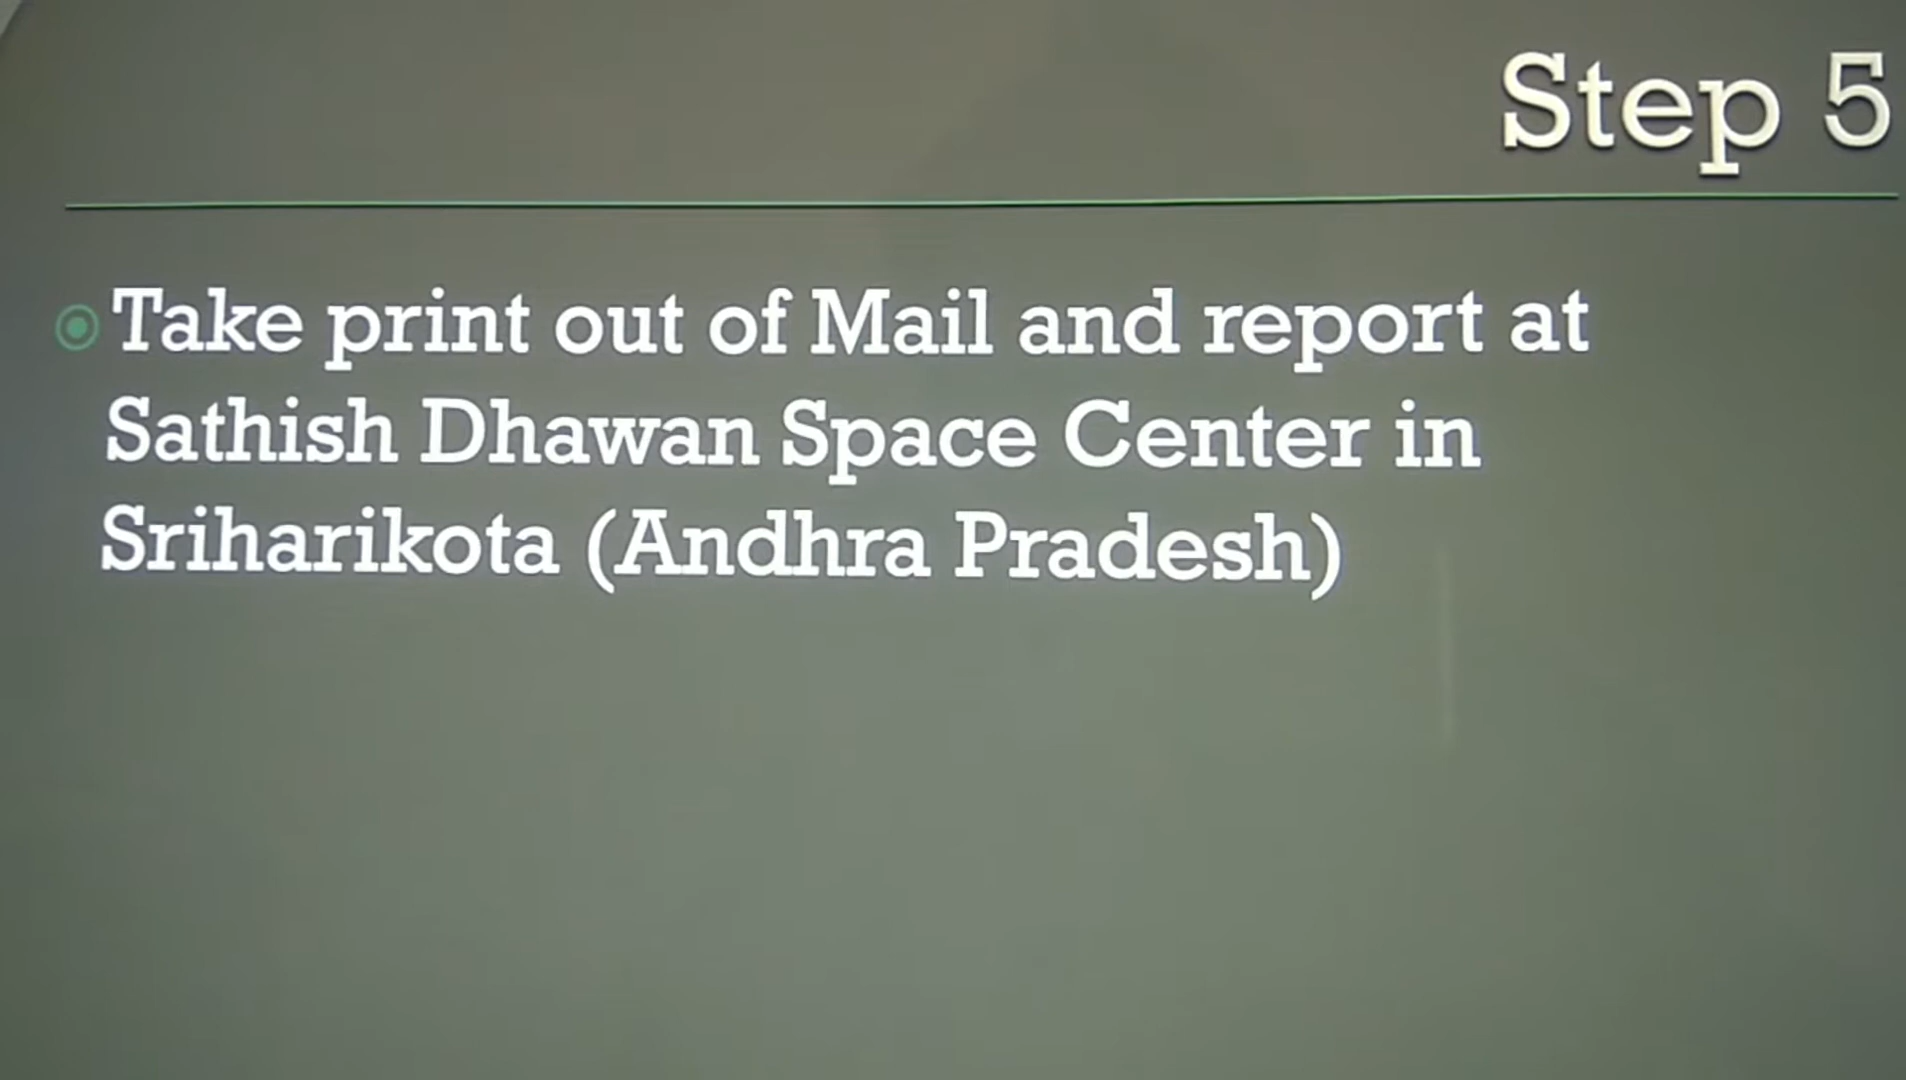 Step 5
Take print out of Mail and report at
Sathish Dhawan Space Center in
Sriharikota (Andhra Pradesh)